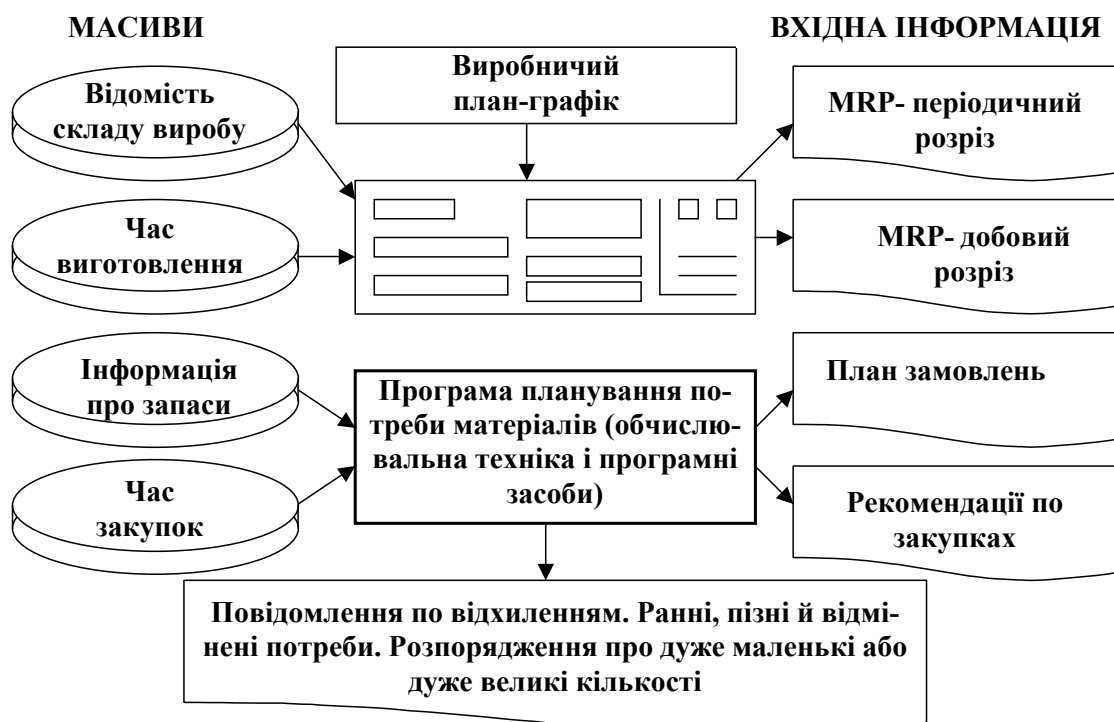 МАСИВИ
ВХІДНА ІНФОРМАЦІЯ
Відомість
складу виробу
Виробничий
план-графік
MRP- періодичний
розріз
Час
виготовлення
MRP- добовий
розріз
Інформація
про запаси
Програма планування по-
треби матеріалів (обчислю-
вальна техніка і програмні
засоби)
План замовлень
Час
закупок
Рекомендації по
закупках
Повідомлення по відхиленням. Ранні, пізні й відмі-
нені потреби. Розпорядження про дуже маленькі або
дуже великі кількості